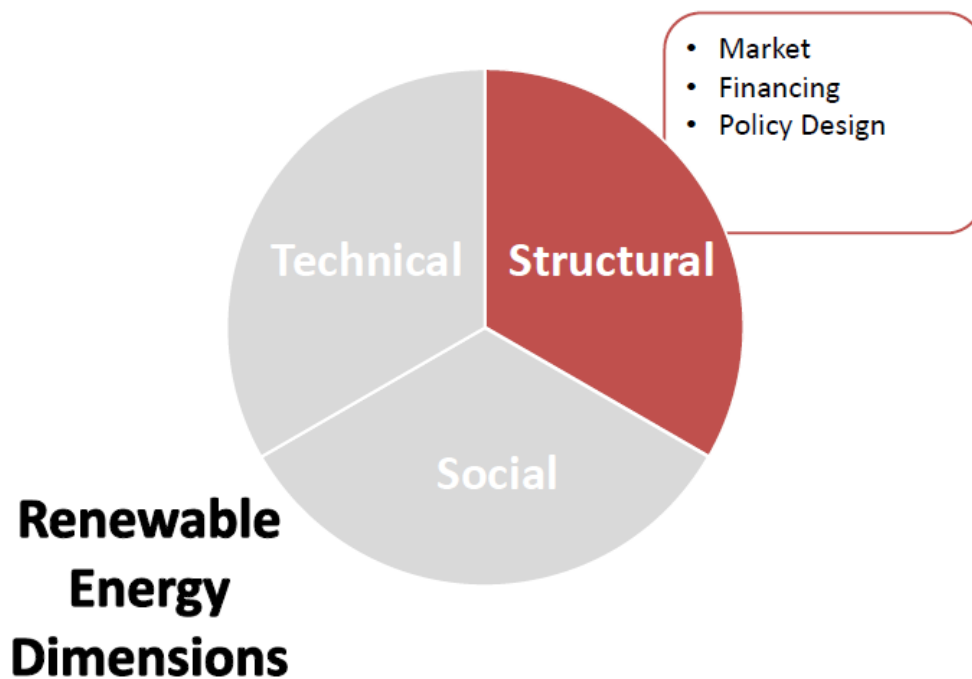 • Market
• Financing
• Policy Design
Technical
Structural
Social
Renewable
Energy
Dimensions